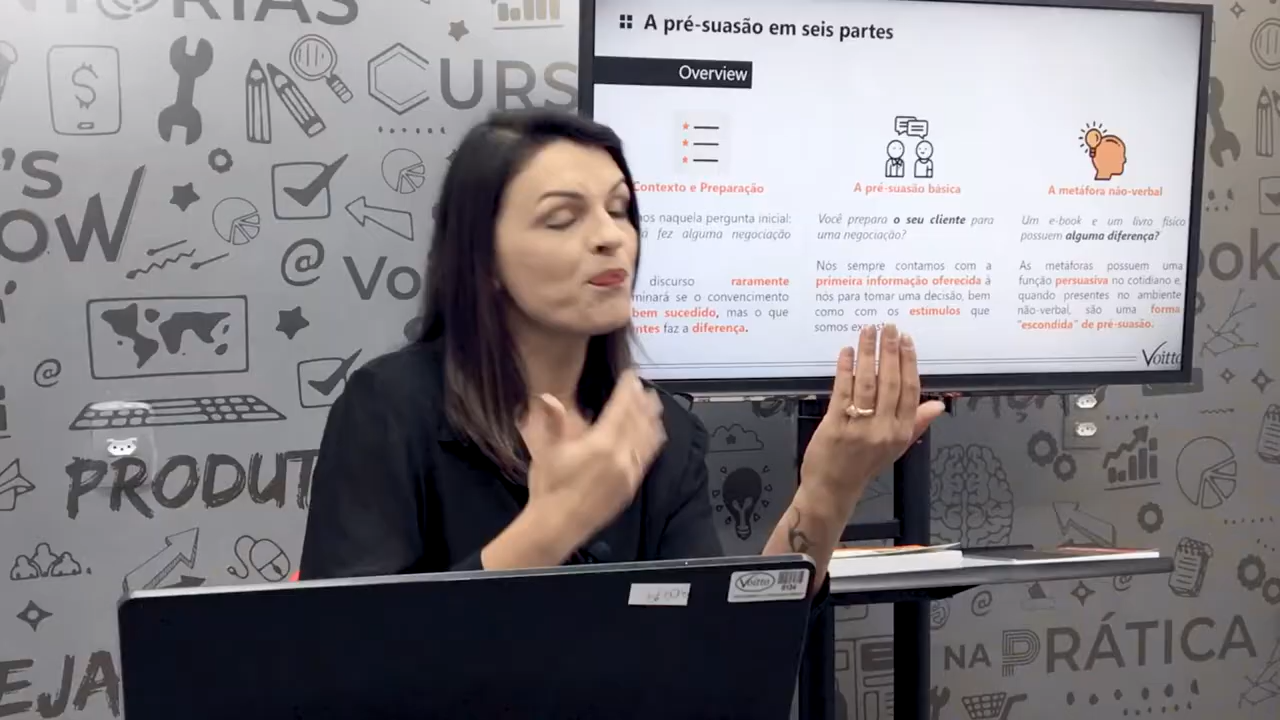 TÓRIAS
CURS
'S
OW
@
Vo
@
PRODUT
EJA
A pré-suasão em seis partes
Overview
Contexto e Preparação
naquela pergunta inicial:
fez alguma negociação
discurso raramente
se o convencimento
bem sucedido, mas o que
faz a diferença.
A pré-suasão básica
Você prepara o seu cliente para
uma negociação?
Nós sempre contamos com a
primeira informação oferecida à
nós para tomar uma decisão, bem
como com os estímulos que
somos
A metáfora não-verbal
Um e-book e um livro físico
possuem alguma diferença?
As metáforas possuem uma
função persuasiva no cotidiano e,
quando presentes no ambiente
não-verbal, são uma forma
"escondida" de pré-suasão.
Voitto
ook
@
NA PRÁTICA
Voitto